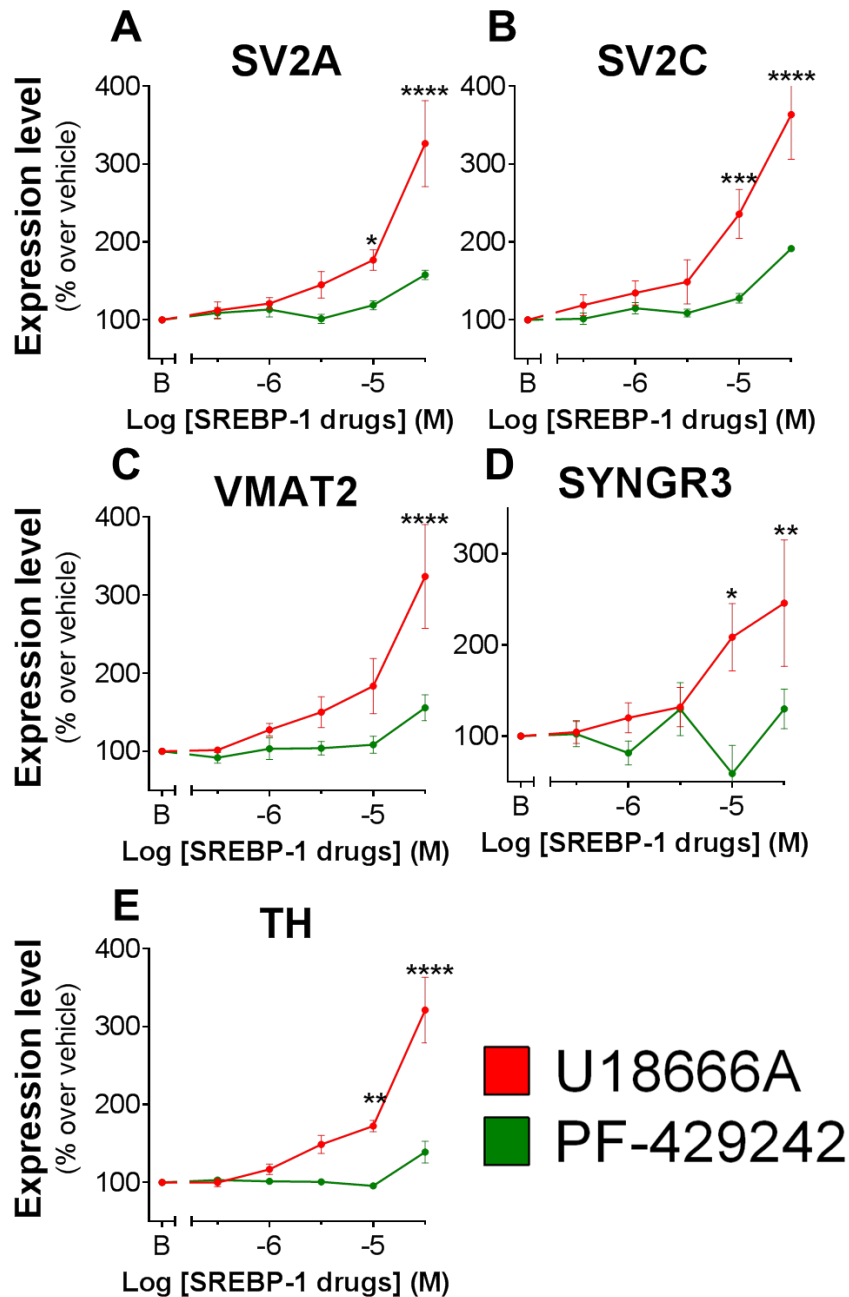 A
SV2A
Expression level
(% over vehicle)
400
300
200
100
*
****
B
-6
-5
Log [SREBP-1 drugs] (M)
B
SV2C
400
300
200
100
***
****
B
-6
-5
Log [SREBP-1 drugs] (M)
C
VMAT2
Expression level
(% over vehicle)
400
300
200
100
****
B
-6
-5
Log [SREBP-1 drugs] (M)
D
SYNGR3
300
200
100
*
**
B
-6
-5
Log [SREBP-1 drugs] (M)
E
TH
Expression level
(% over vehicle)
400
300
200
100
**
****
B
-6
-5
Log [SREBP-1 drugs] (M)
U18666A
PF-429242